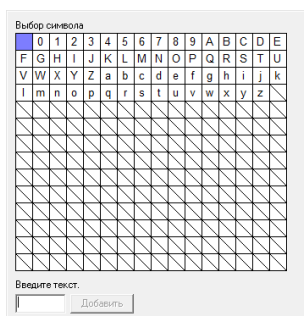 Выбор символа
0 1 2 3 4 5 6 7 8 9 A B C D E
F G H I J K L M N O P Q R S T U
V W X Y Z a b c d e f g h i j k
l m n o p q r s t u v w x y z
Введите текст.
Добавить